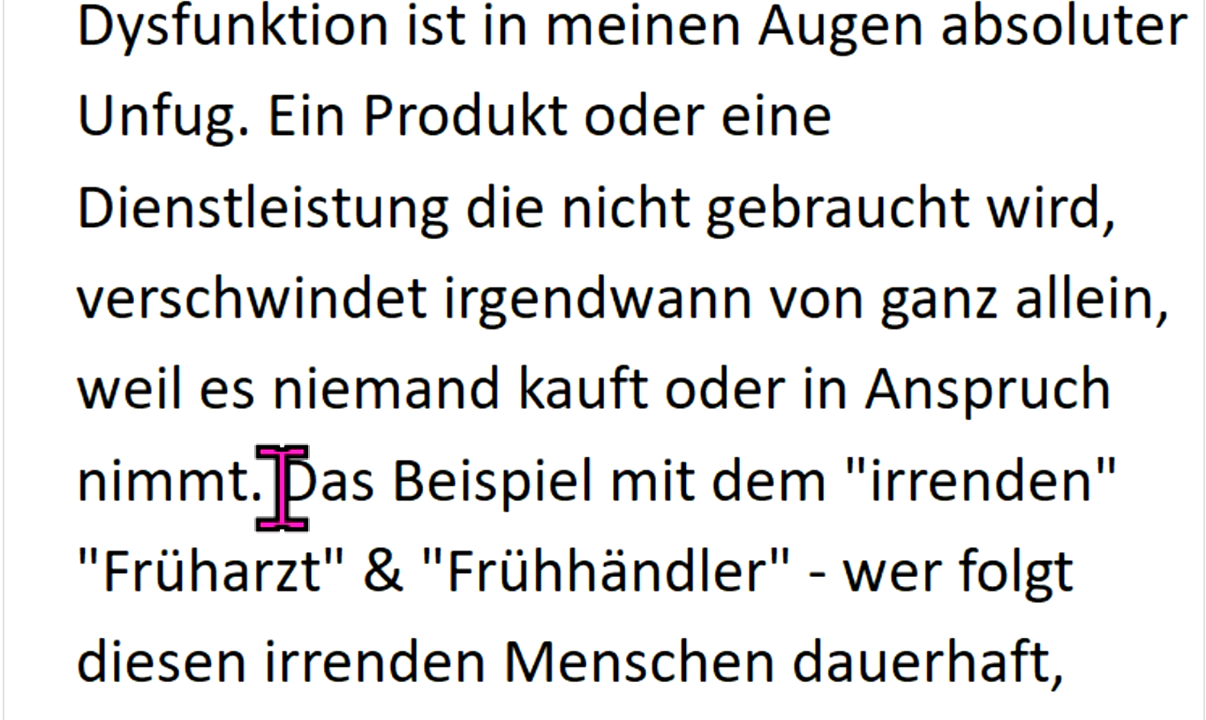 Dysfunktion ist in meinen Augen absoluter
Unfug. Ein Produkt oder eine
Dienstleistung die nicht gebraucht wird,
verschwindet irgendwann von ganz allein,
weil es niemand kauft oder in Anspruch
nimmt. Das Beispiel mit dem "irrenden"
"Früharzt" & "Frühhändler" - wer folgt
diesen irrenden Menschen dauerhaft,